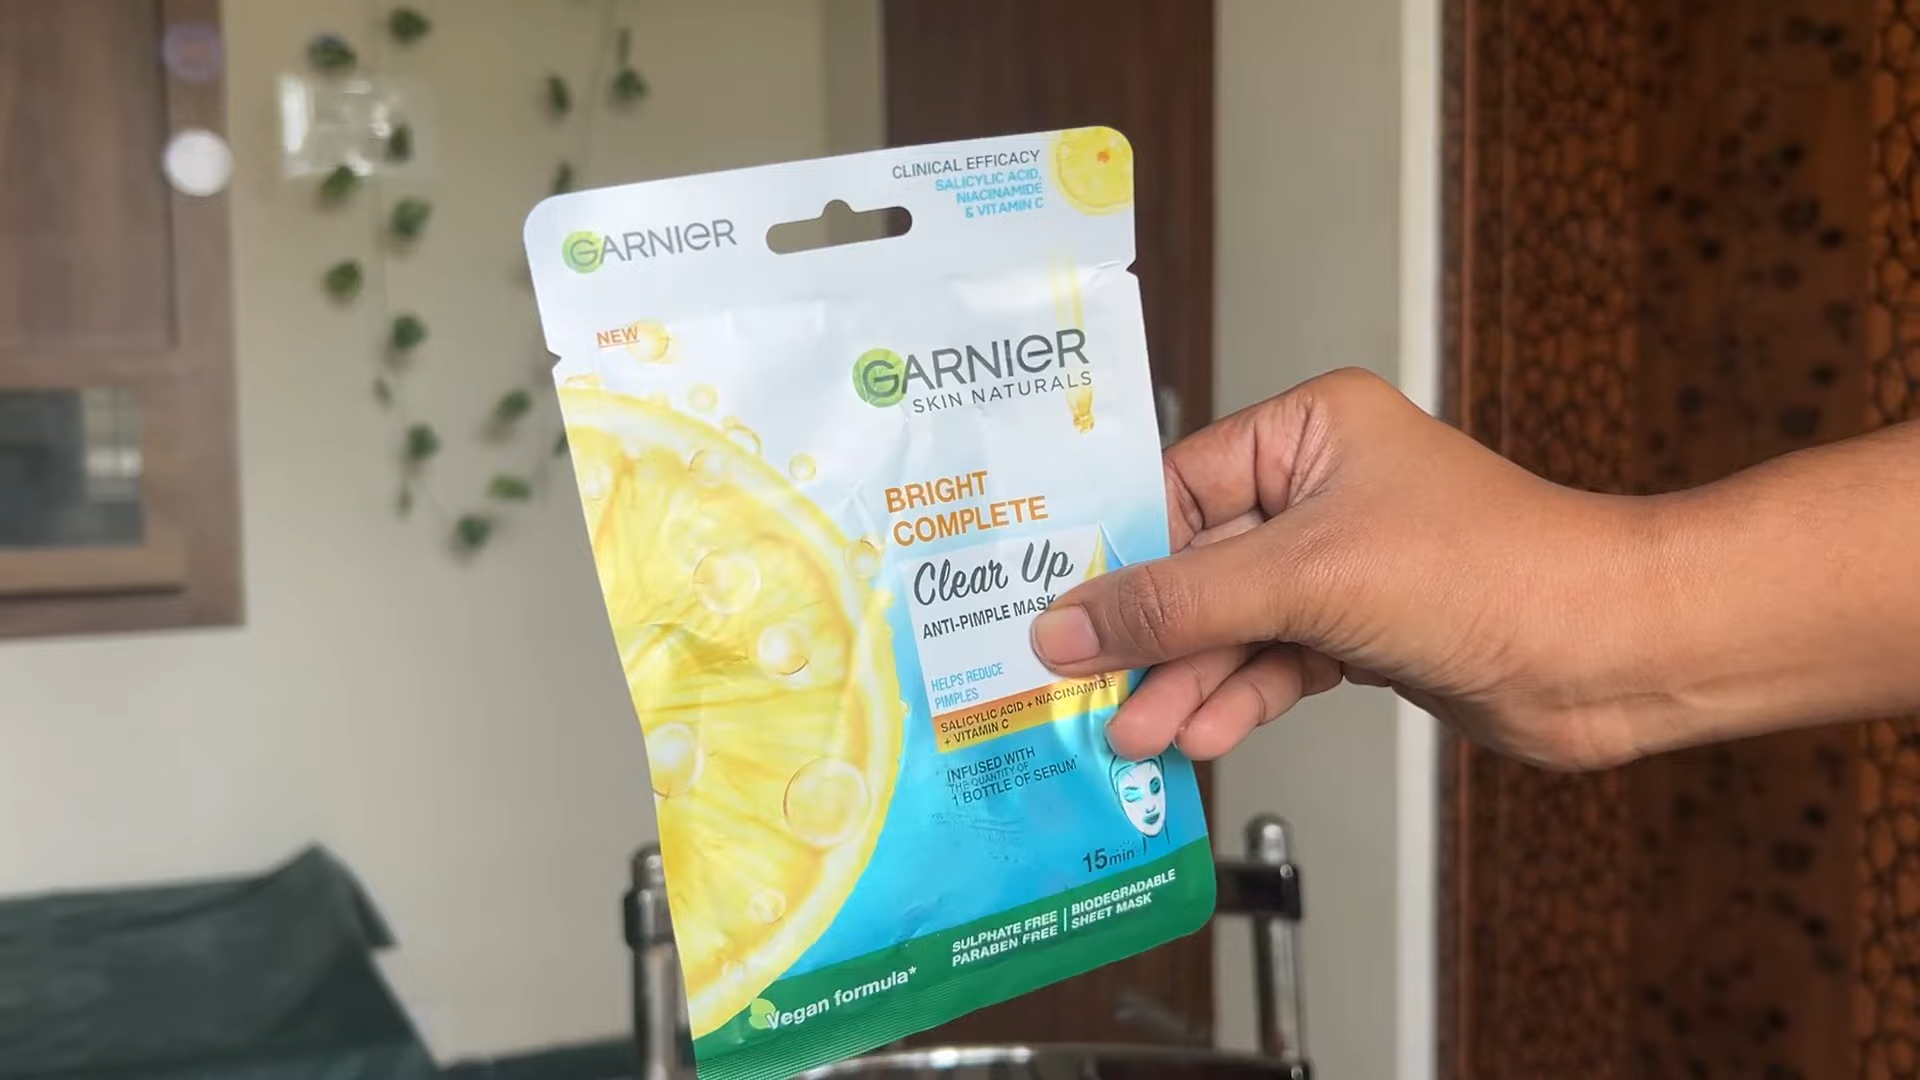 GARNIER
CLINICAL EFFICACY
SALICYLIC ACID,
NIACINAMIDE
& VITAMIN C
NEW
GARNIER
SKIN NATURALS
BRIGHT
COMPLETE
Clear Up
ANTI-PIMPLE MASK
HELPS REDUCE
PIMPLES
SALICYLIC ACID + NIACINAMIDE
+ VITAMIN C
INFUSED WITH
THE QUANTITY OF
1 BOTTLE OF SERUM*
15min
SULPHATE FREE
PARABEN FREE
BIODEGRADABLE
SHEET MASK
Vegan formula*